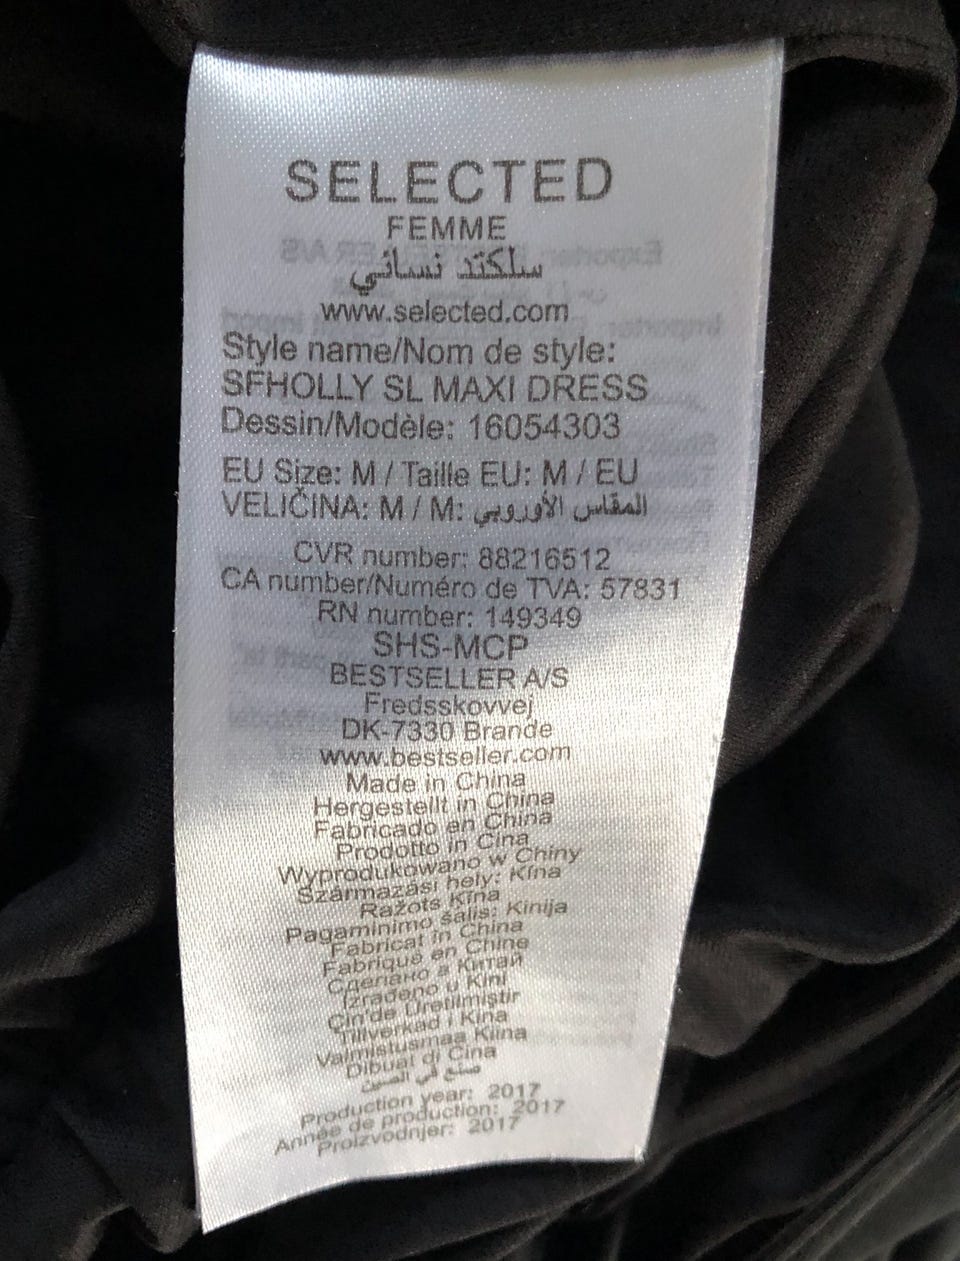 SELECTED
FEMME
سلكتد نسائي
www.selected.com
Style name/Nom de style:
SFHOLLY SL MAXI DRESS
Dessin/Modèle: 16054303
EU Size: M / Taille EU: M / EU
VELIČINA: M / M: المقاس الأوروبي
CVR number: 88216512
CA number/Numéro de TVA: 57831
RN number: 149349
SHS-MCP
BESTSELLER A/S
Fredsskovvej
DK-7330 Brande
www.bestseller.com
Made in China
Hergestellt in China
Fabricado en China
Prodotto in Cina
Wyprodukowano w Chiny
Származási hely: Kína
Ražots Ķīna
Pagaminimo šalis: Kinija
Fabricat in China
Fabriqué en Chine
Сделано в Китай
Izrađeno u Kini
Çin'de Üretilmiştir
Tillverkad i Kina
Valmistusmaa Kiina
Dibuat di Cina
صنع في الصين
Production year: 2017
Année de production: 2017
Proizvodnjer: 2017